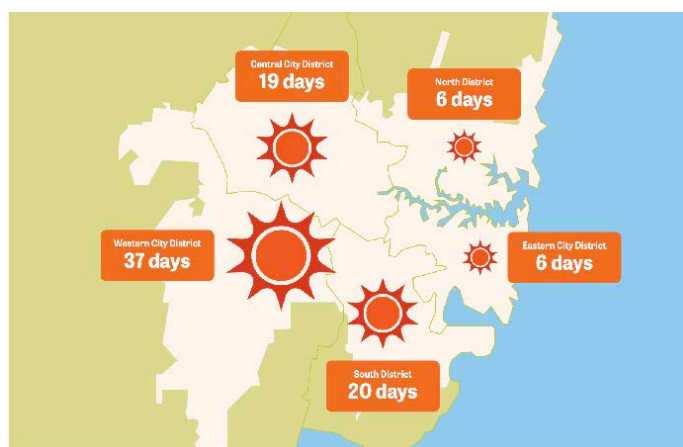 Central City District
19 days
North District
6 days
Western City District
37 days
Eastern City District
6 days
South District
20 days